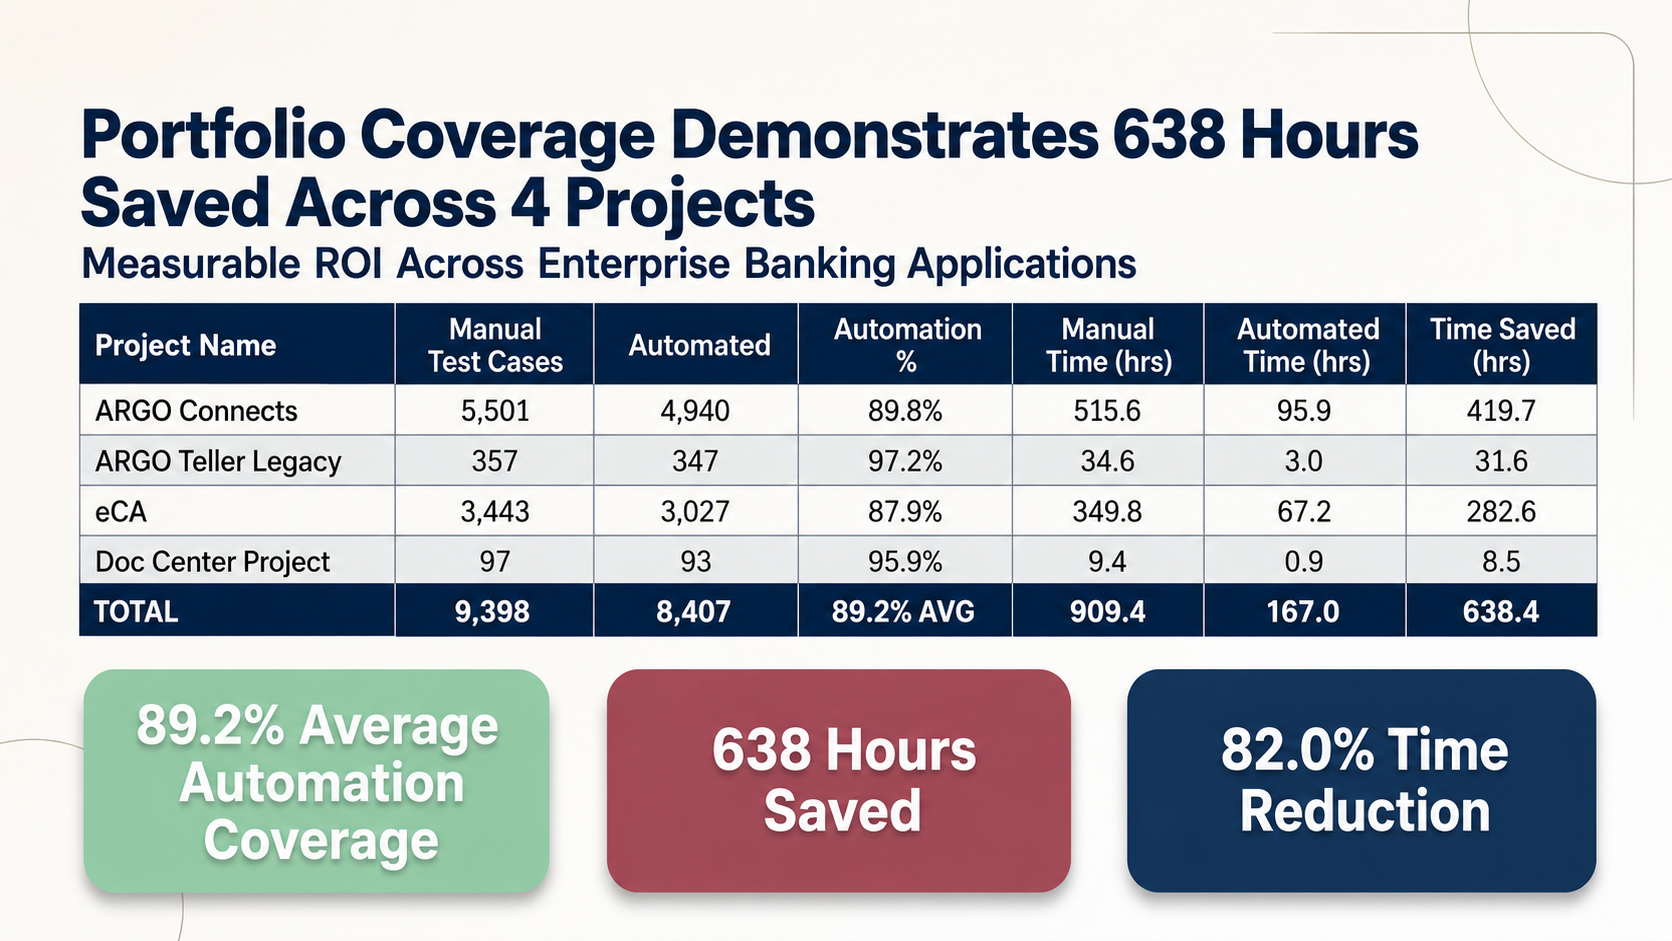 Portfolio Coverage Demonstrates 638 Hours
Saved Across 4 Projects
Measurable ROI Across Enterprise Banking Applications
Project Name | Manual Test Cases | Automated | Automation % | Manual Time (hrs) | Automated Time (hrs) | Time Saved (hrs)
ARGO Connects | 5,501 | 4,940 | 89.8% | 515.6 | 95.9 | 419.7
ARGO Teller Legacy | 357 | 347 | 97.2% | 34.6 | 3.0 | 31.6
eCA | 3,443 | 3,027 | 87.9% | 349.8 | 67.2 | 282.6
Doc Center Project | 97 | 93 | 95.9% | 9.4 | 0.9 | 8.5
TOTAL | 9,398 | 8,407 | 89.2% AVG | 909.4 | 167.0 | 638.4
89.2% Average
Automation
Coverage
638 Hours
Saved
82.0% Time
Reduction